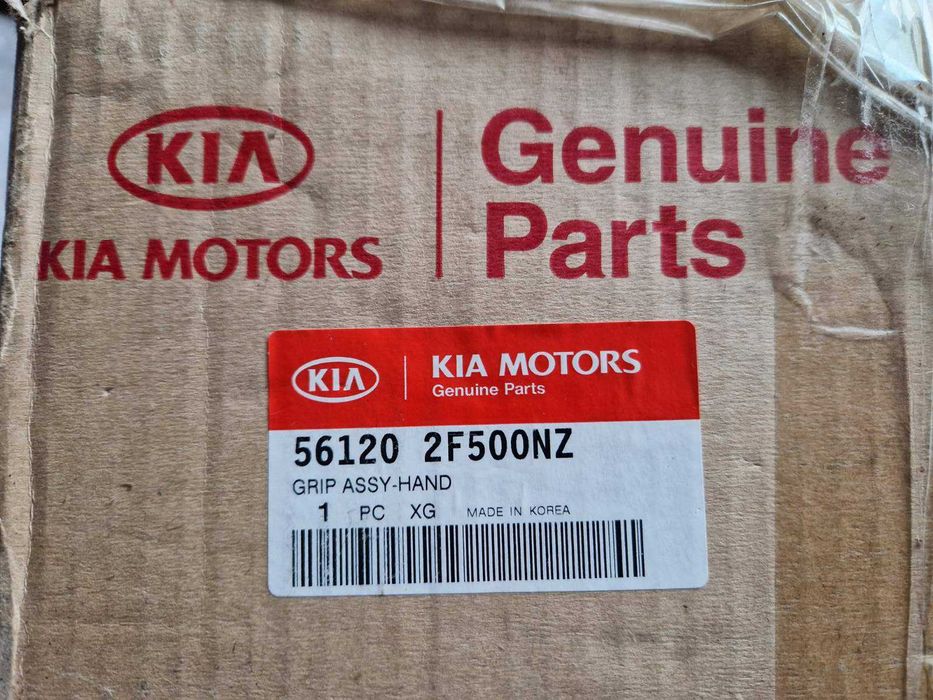 KIA
KIA MOTORS
Genuine
Parts
KIA
KIA MOTORS
Genuine Parts
56120 2F500NZ
GRIP ASSY-HAND
1 PC XG MADE IN KOREA